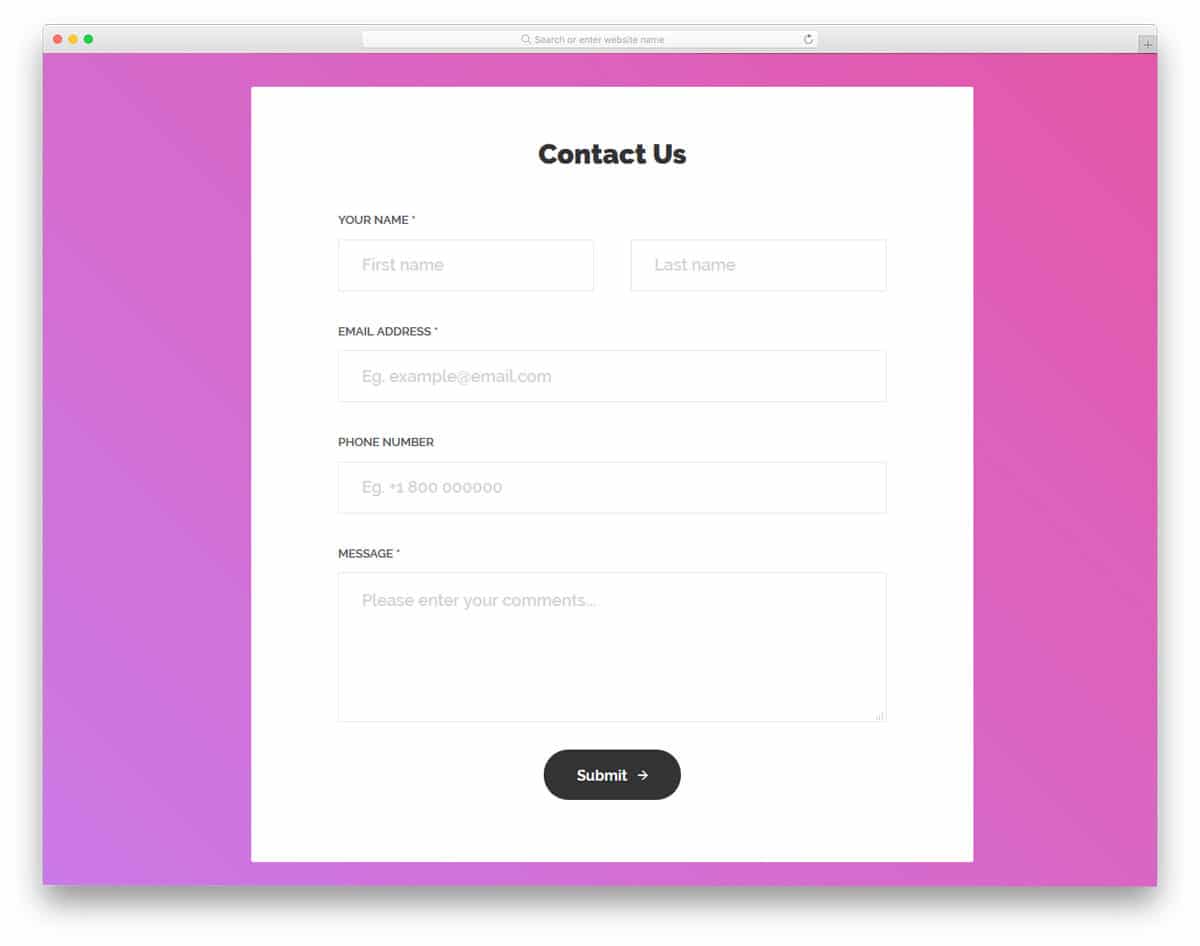 Search or enter website name
Contact Us
YOUR NAME *
First name
Last name
EMAIL ADDRESS *
Eg. example@email.com
PHONE NUMBER
Eg. +1 800 000000
MESSAGE *
Please enter your comments...
Submit →